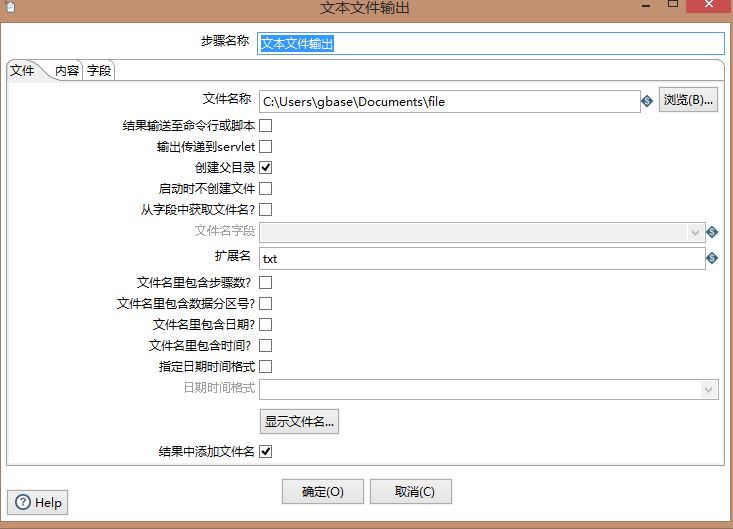 文本文件输出
步骤名称 文本文件输出
文件 内容 字段
文件名称 C:\Users\gbase\Documents\file 浏览(B)...
结果输送至命令行或脚本
输出传递到servlet
创建父目录
启动时不创建文件
从字段中获取文件名?
文件名字段
扩展名 txt
文件名里包含步骤数?
文件名里包含数据分区号?
文件名里包含日期?
文件名里包含时间?
指定日期时间格式
日期时间格式
显示文件名...
结果中添加文件名
Help 确定(O) 取消(C)